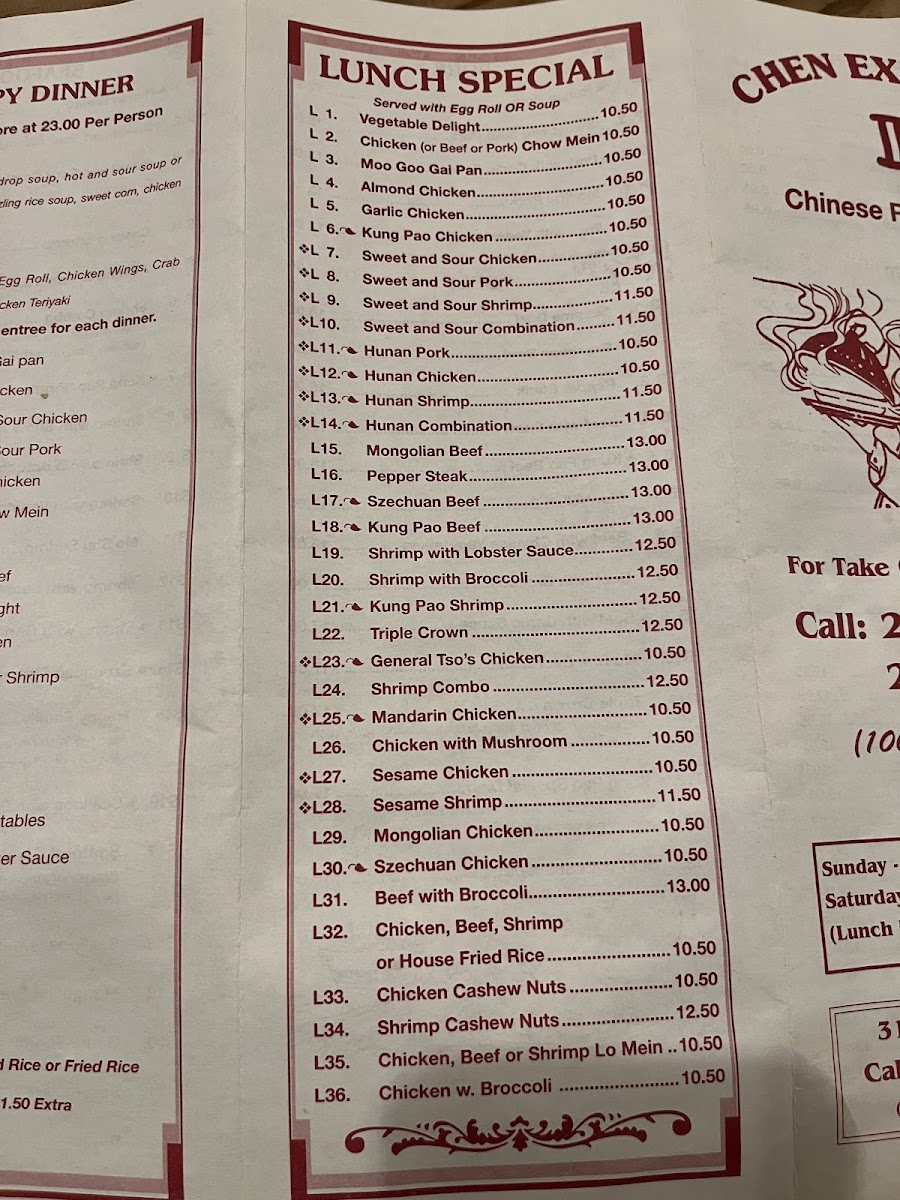 PY DINNER
ore at 23.00 Per Person
drop soup, hot and sour soup or
zling rice soup, sweet corn, chicken
Egg Roll, Chicken Wings, Crab
cken Teriyaki
entree for each dinner.
Gai pan
cken
Sour Chicken
Sour Pork
hicken
w Mein
ef
ght
en
r Shrimp
tables
er Sauce
d Rice or Fried Rice
1.50 Extra
LUNCH SPECIAL
Served with Egg Roll OR Soup
L 1. Vegetable Delight 10.50
L 2. Chicken (or Beef or Pork) Chow Mein 10.50
L 3. Moo Goo Gai Pan 10.50
L 4. Almond Chicken 10.50
L 5. Garlic Chicken 10.50
L 6. Kung Pao Chicken 10.50
❖L 7. Sweet and Sour Chicken 10.50
❖L 8. Sweet and Sour Pork 10.50
❖L 9. Sweet and Sour Shrimp 11.50
❖L10. Sweet and Sour Combination 11.50
❖L11. Hunan Pork 10.50
❖L12. Hunan Chicken 10.50
❖L13. Hunan Shrimp 11.50
❖L14. Hunan Combination 11.50
L15. Mongolian Beef 13.00
L16. Pepper Steak 13.00
L17. Szechuan Beef 13.00
L18. Kung Pao Beef 13.00
L19. Shrimp with Lobster Sauce 12.50
L20. Shrimp with Broccoli 12.50
L21. Kung Pao Shrimp 12.50
L22. Triple Crown 12.50
❖L23. General Tso's Chicken 10.50
L24. Shrimp Combo 12.50
❖L25. Mandarin Chicken 10.50
L26. Chicken with Mushroom 10.50
❖L27. Sesame Chicken 10.50
❖L28. Sesame Shrimp 11.50
L29. Mongolian Chicken 10.50
L30. Szechuan Chicken 10.50
L31. Beef with Broccoli 13.00
L32. Chicken, Beef, Shrimp
or House Fried Rice 10.50
L33. Chicken Cashew Nuts 10.50
L34. Shrimp Cashew Nuts 12.50
L35. Chicken, Beef or Shrimp Lo Mein 10.50
L36. Chicken w. Broccoli 10.50
CHEN EX
II
Chinese
For Take
Call: 2
2
(10
Sunday -
Saturday
(Lunch
3
Cal
(